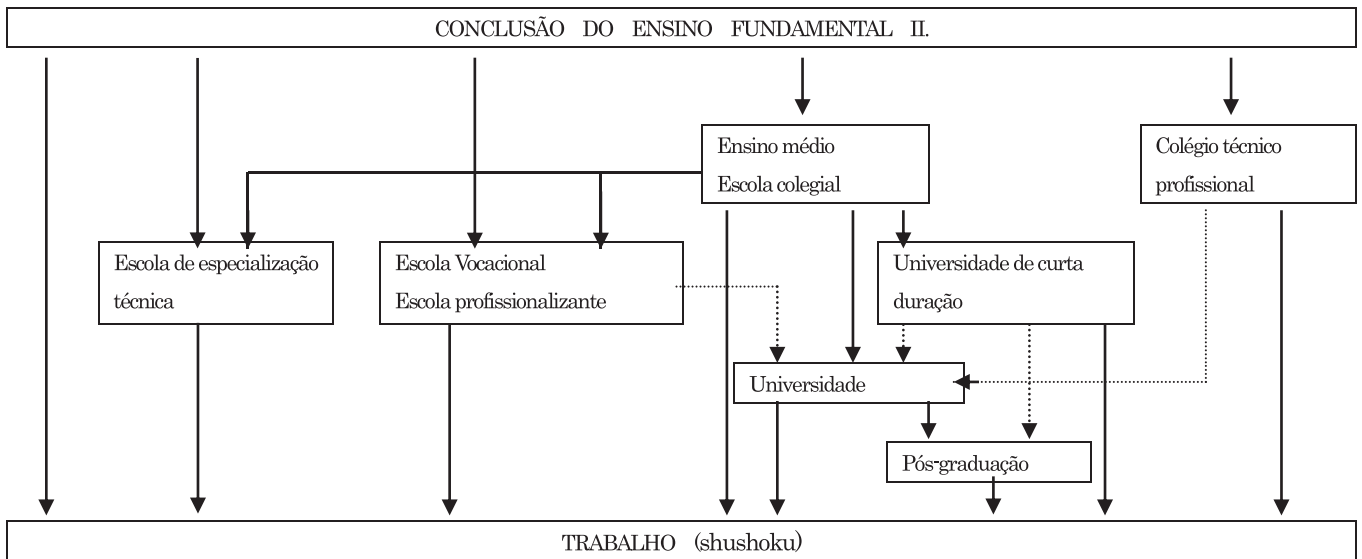 CONCLUSÃO DO ENSINO FUNDAMENTAL II.
Ensino médio
Escola colegial
Colégio técnico
profissional
Escola de especialização
técnica
Escola Vocacional
Escola profissionalizante
Universidade de curta
duração
Universidade
Pós-graduação
TRABALHO (shushoku)